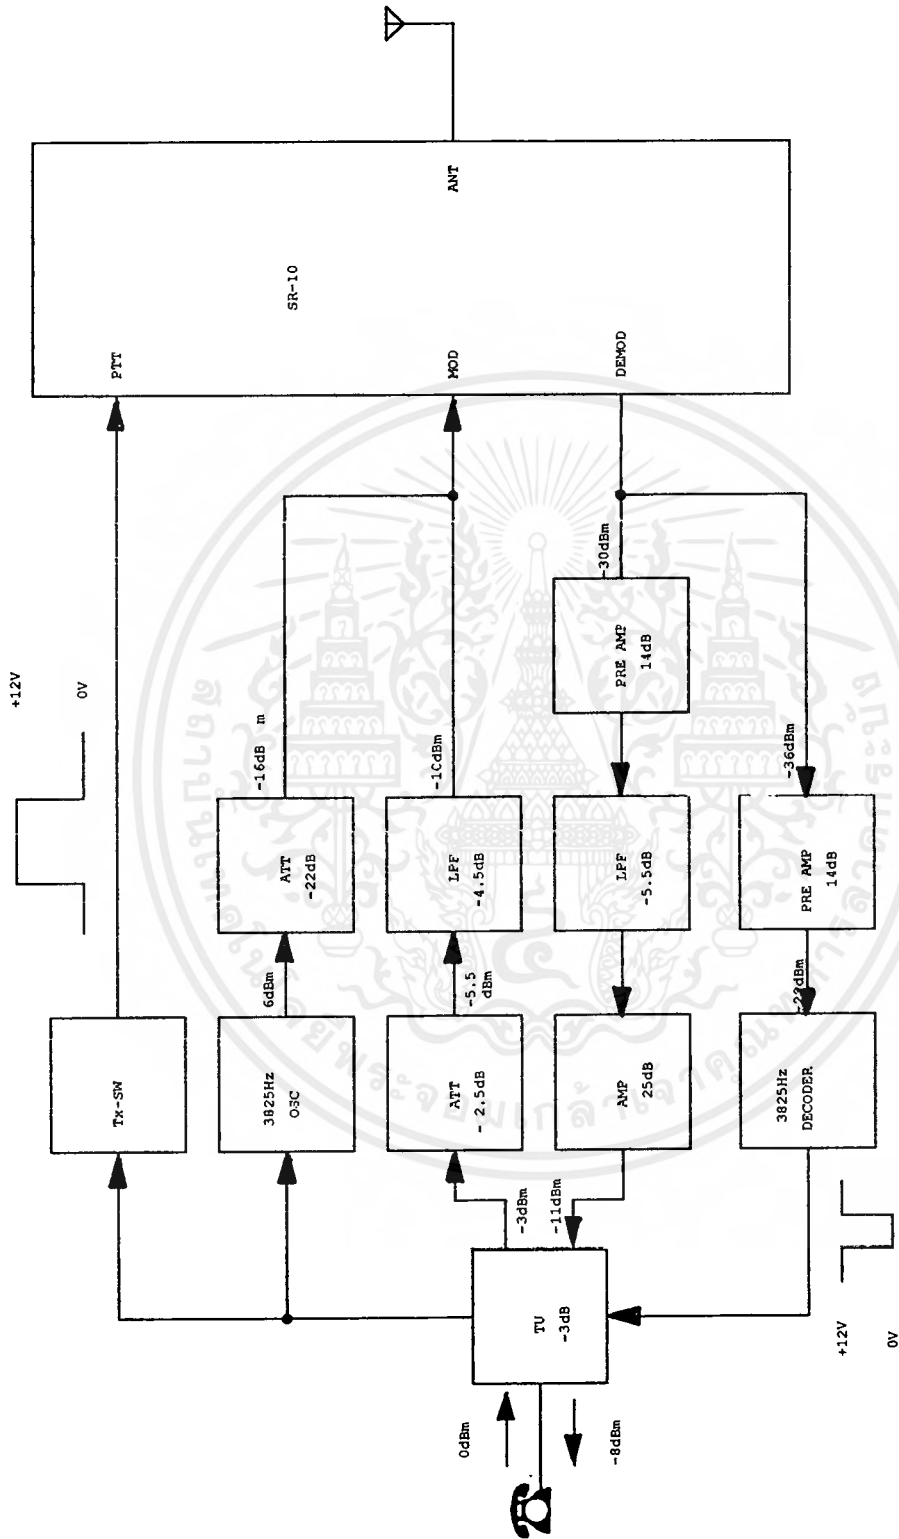 +12V
0V
Tx-SW
PTT
3825Hz
OSC
6dBm
ATT
-22dB
-16dB m
SR-10
ANT
0dBm
-8dBm
TU
-3dB
-3dBm
ATT
- 2.5dB
-5.5
dBm
LPF
-4.5dB
-10dBm
MOD
-11dBm
AMP
25dB
LPF
-5.5dB
PRE AMP
14dB
-30dBm
DEMOD
+12V
0V
3825Hz
DECODER
-22dBm
PRE AMP
14dB
-36dBm